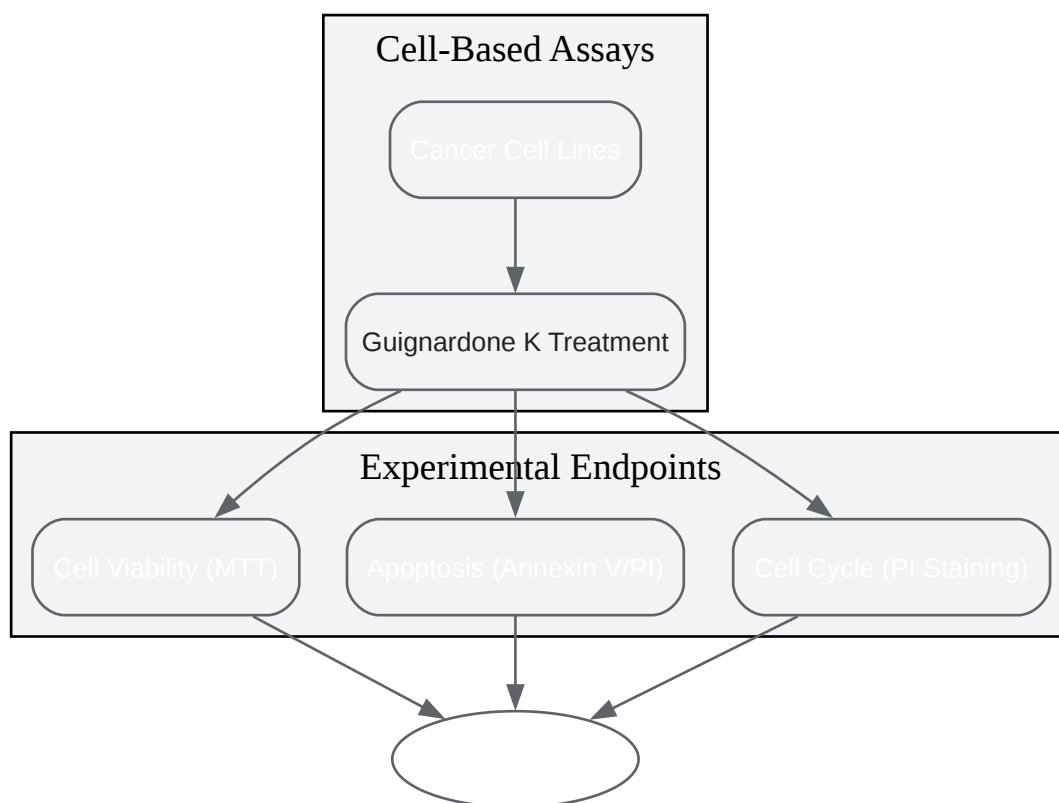 Cell-Based Assays
Cancer Cell Lines
Guignardone K Treatment
Experimental Endpoints
Cell Viability (MTT)
Apoptosis (Annexin V/PI)
Cell Cycle (PI Staining)